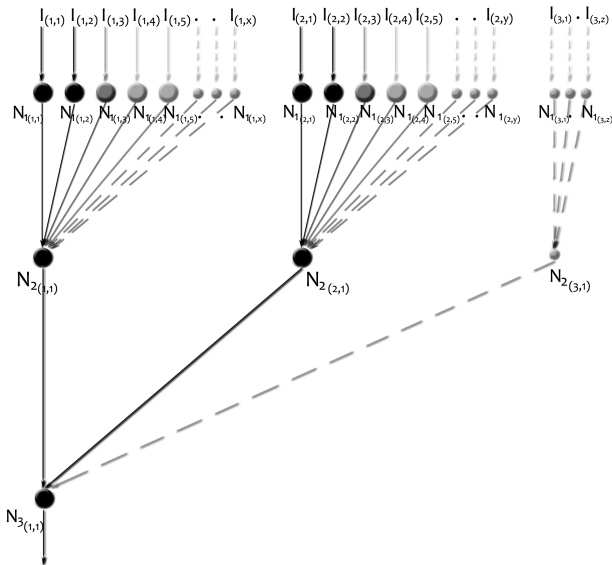 I(1,1) I(1,2) I(1,3) I(1,4) I(1,5) . . I(1,x) I(2,1) I(2,2) I(2,3) I(2,4) I(2,5) . . I(2,y) I(3,1) . I(3,z)
N1(1,1) N1(1,2) N1(1,3) N1(1,4) N1(1,5) . . N1(1,x) N1(2,1) N1(2,2) N1(2,3) N1(2,4) N1(2,5) . . N1(2,y) N1(3,1) . N1(3,z)
N2(1,1) N2(2,1) N2(3,1)
N3(1,1)